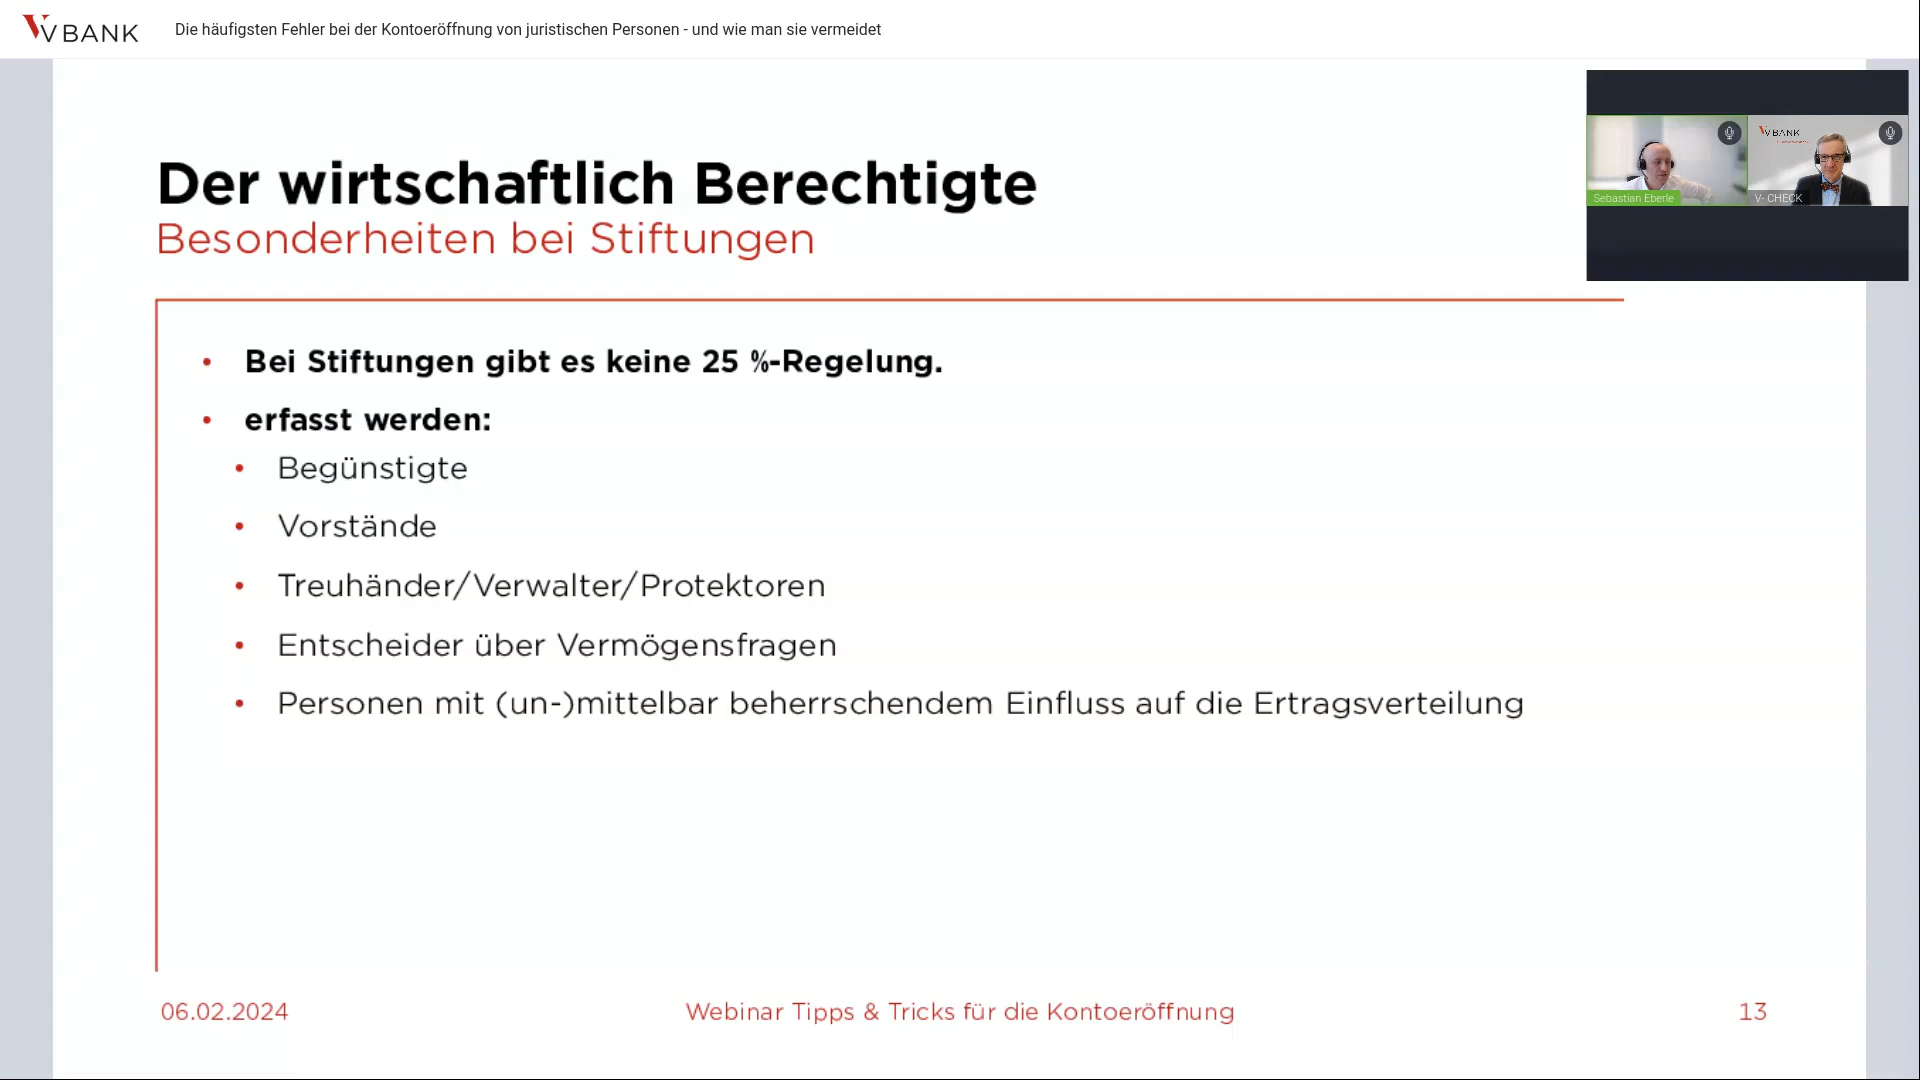 VBANK
Die häufigsten Fehler bei der Kontoeröffnung von juristischen Personen - und wie man sie vermeidet
VBANK
Sebastian Eberle
V- CHECK
Der wirtschaftlich Berechtigte
Besonderheiten bei Stiftungen
• Bei Stiftungen gibt es keine 25 %-Regelung.
• erfasst werden:
• Begünstigte
• Vorstände
• Treuhänder/Verwalter/Protektoren
• Entscheider über Vermögensfragen
• Personen mit (un-)mittelbar beherrschendem Einfluss auf die Ertragsverteilung
06.02.2024
Webinar Tipps & Tricks für die Kontoeröffnung
13